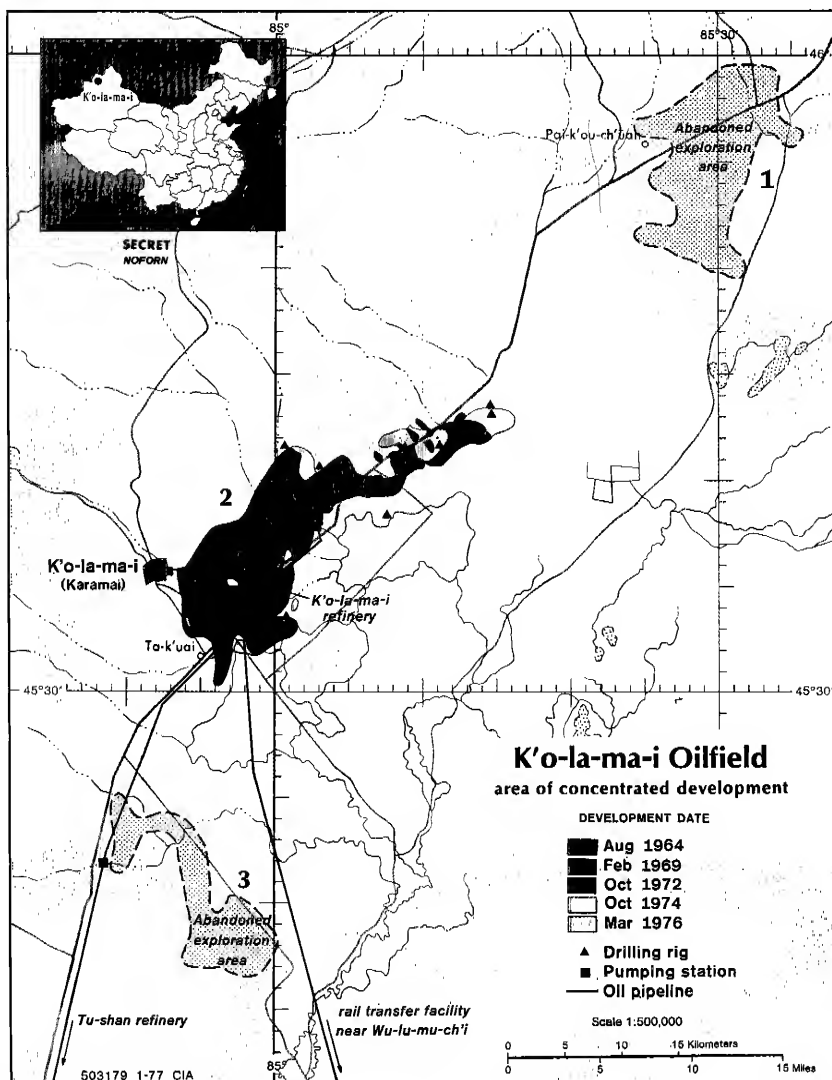 85°
85°30'
46°
K'o-la-ma-i
SECRET
NOFORN
Pai-k'ou-ch'üan
Abandoned
exploration
area
1
2
K'o-la-ma-i
(Karamai)
K'o-la-ma-i
refinery
Ta-k'uai
45°30'
45°30'
K'o-la-ma-i Oilfield
area of concentrated development
DEVELOPMENT DATE
Aug 1964
Feb 1969
Oct 1972
Oct 1974
Mar 1976
Drilling rig
Pumping station
Oil pipeline
Scale 1:500,000
0 5 10 15 Kilometers
0 5 10 15 Miles
3
Abandoned
exploration
area
Tu-shan refinery
rail transfer facility
near Wu-lu-mu-ch'i
85°
503179 1-77 CIA